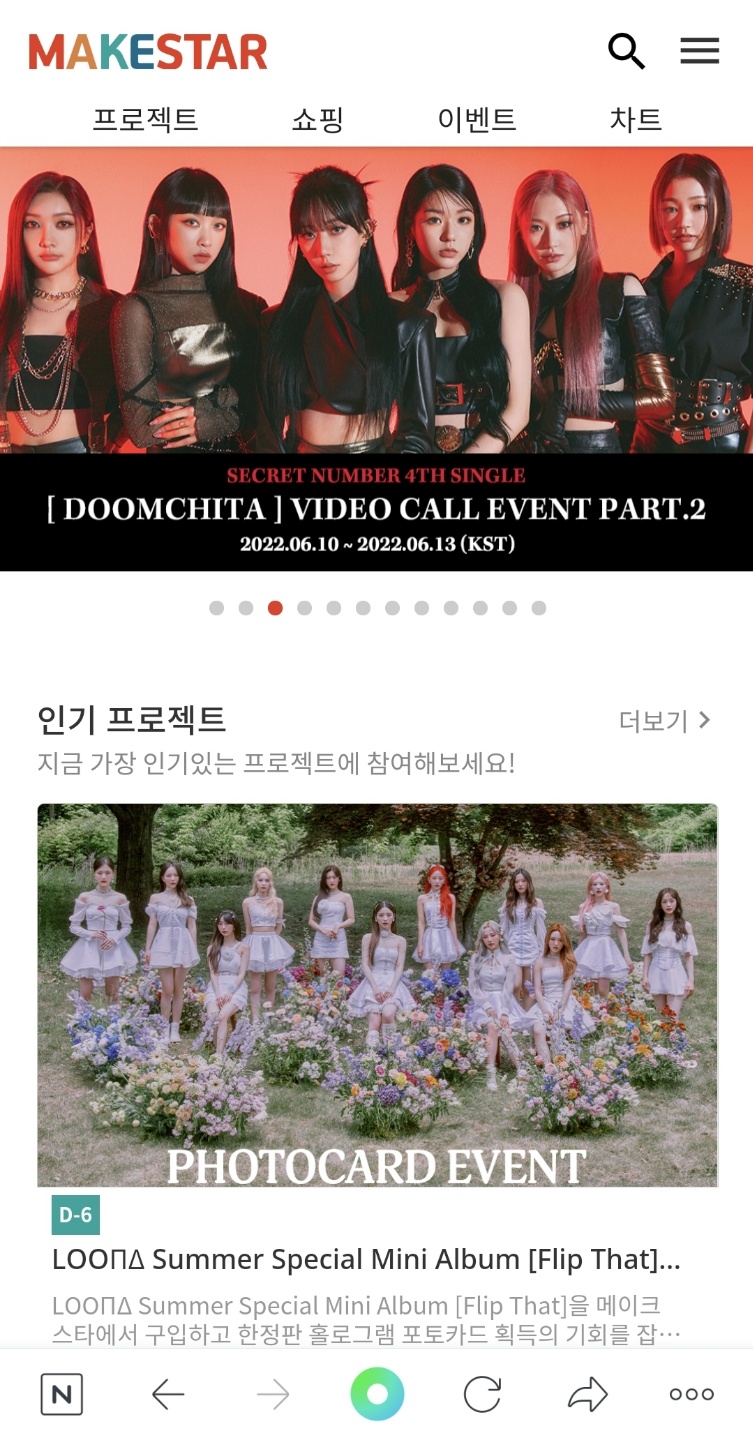 MAKESTAR
프로젝트 쇼핑 이벤트 차트
SECRET NUMBER 4TH SINGLE
[ DOOMCHITA ] VIDEO CALL EVENT PART.2
2022.06.10 ~ 2022.06.13 (KST)
인기 프로젝트 더보기 >
지금 가장 인기있는 프로젝트에 참여해보세요!
PHOTOCARD EVENT
D-6
LOOΠΔ Summer Special Mini Album [Flip That]...
LOOΠΔ Summer Special Mini Album [Flip That]을 메이크
스타에서 구입하고 한정판 홀로그램 포토카드 획득의 기회를 잡…
N